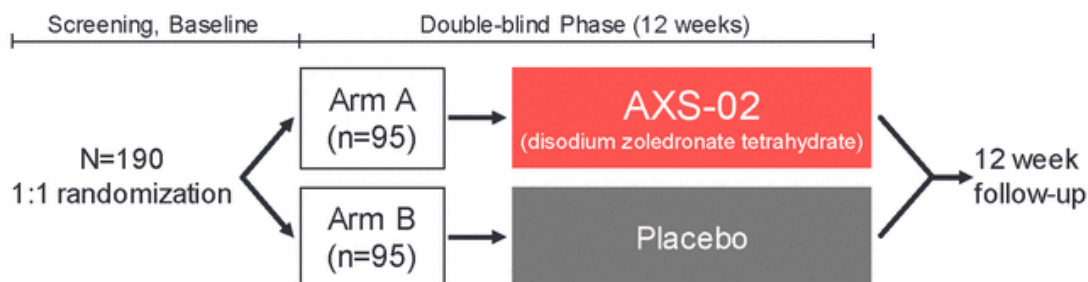 Screening, Baseline
Double-blind Phase (12 weeks)
N=190
1:1 randomization
Arm A
(n=95)
AXS-02
(disodium zoledronate tetrahydrate)
Arm B
(n=95)
Placebo
12 week
follow-up